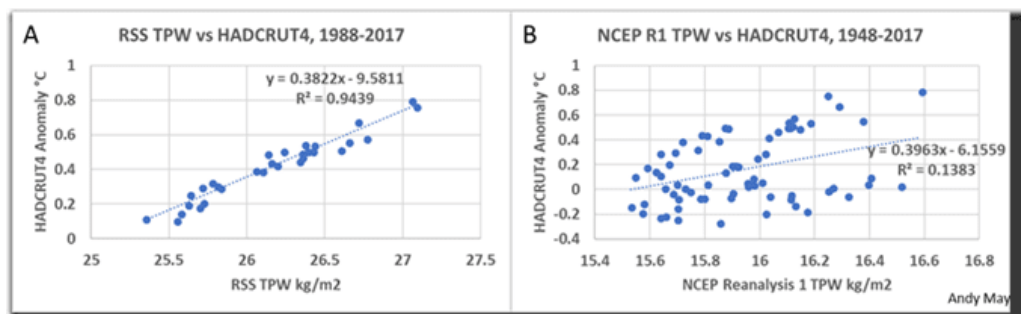 A
RSS TPW vs HADCRUT4, 1988-2017
HADCRUT4 Anomaly °C
1
0.8
0.6
0.4
0.2
0
y = 0.3822x - 9.5811
R² = 0.9439
25 25.5 26 26.5 27 27.5
RSS TPW kg/m2
B
NCEP R1 TPW vs HADCRUT4, 1948-2017
HADCRUT4 Anomaly °C
1
0.8
0.6
0.4
0.2
0
-0.2
-0.4
y = 0.3963x - 6.1559
R² = 0.1383
15.4 15.6 15.8 16 16.2 16.4 16.6 16.8
NCEP Reanalysis 1 TPW kg/m2
Andy May